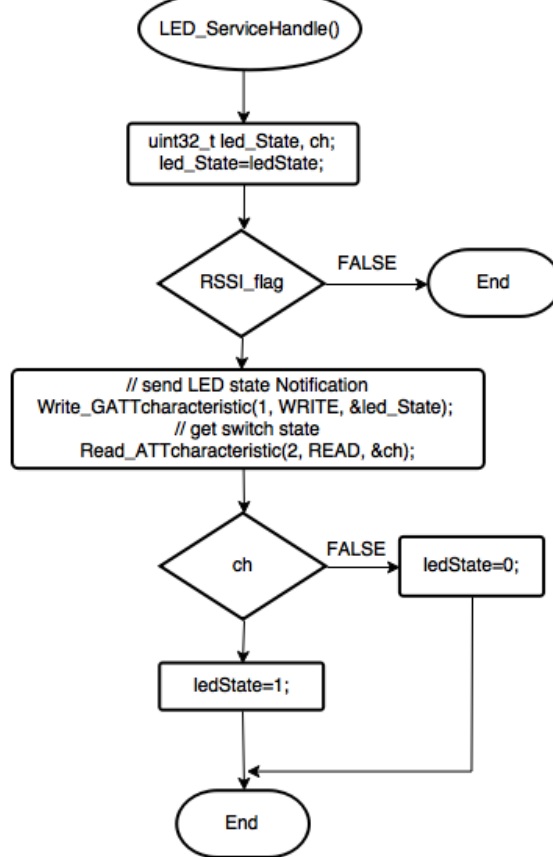 LED_ServiceHandle()
uint32_t led_State, ch;
led_State=ledState;
RSSI_flag
FALSE
End
// send LED state Notification
Write_GATTcharacteristic(1, WRITE, &led_State);
// get switch state
Read_ATTcharacteristic(2, READ, &ch);
ch
FALSE
ledState=0;
ledState=1;
End